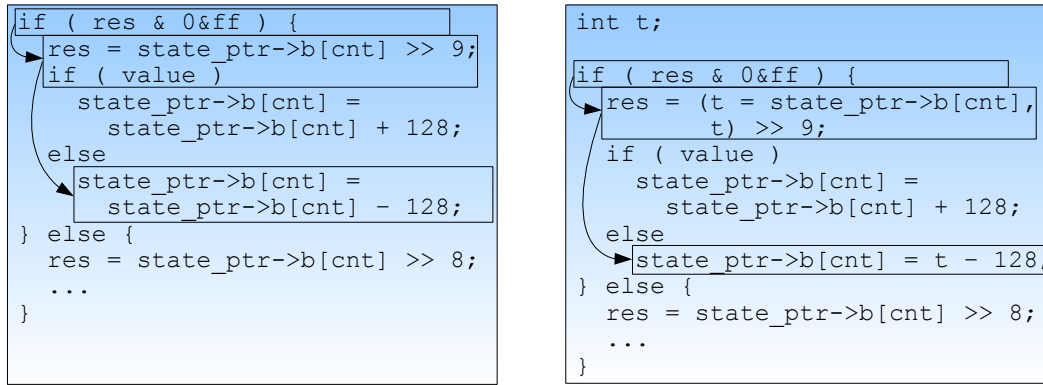 if ( res & 0&ff ) {
res = state_ptr->b[cnt] >> 9;
if ( value )
state_ptr->b[cnt] =
state_ptr->b[cnt] + 128;
else
state_ptr->b[cnt] =
state_ptr->b[cnt] – 128;
} else {
res = state_ptr->b[cnt] >> 8;
...
}
int t;
if ( res & 0&ff ) {
res = (t = state_ptr->b[cnt],
t) >> 9;
if ( value )
state_ptr->b[cnt] =
state_ptr->b[cnt] + 128;
else
state_ptr->b[cnt] = t – 128;
} else {
res = state_ptr->b[cnt] >> 8;
...
}